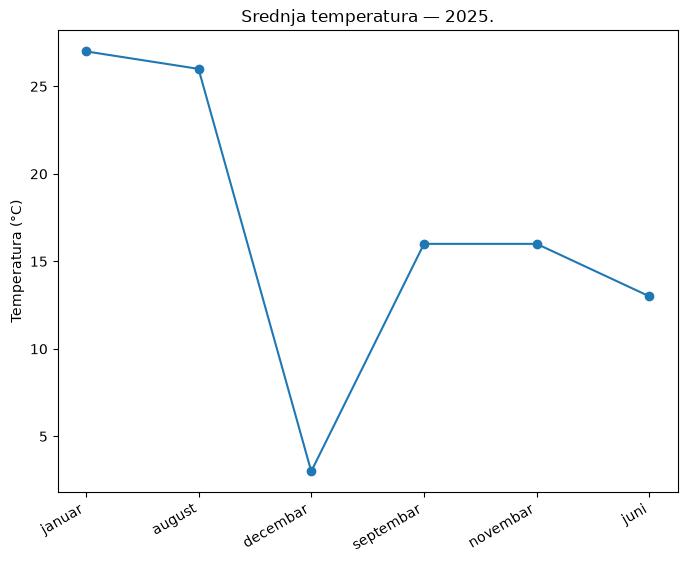 Srednja temperatura — 2025.
Temperatura (°C)
25
20
15
10
5
januar
august
decembar
septembar
novembar
juni